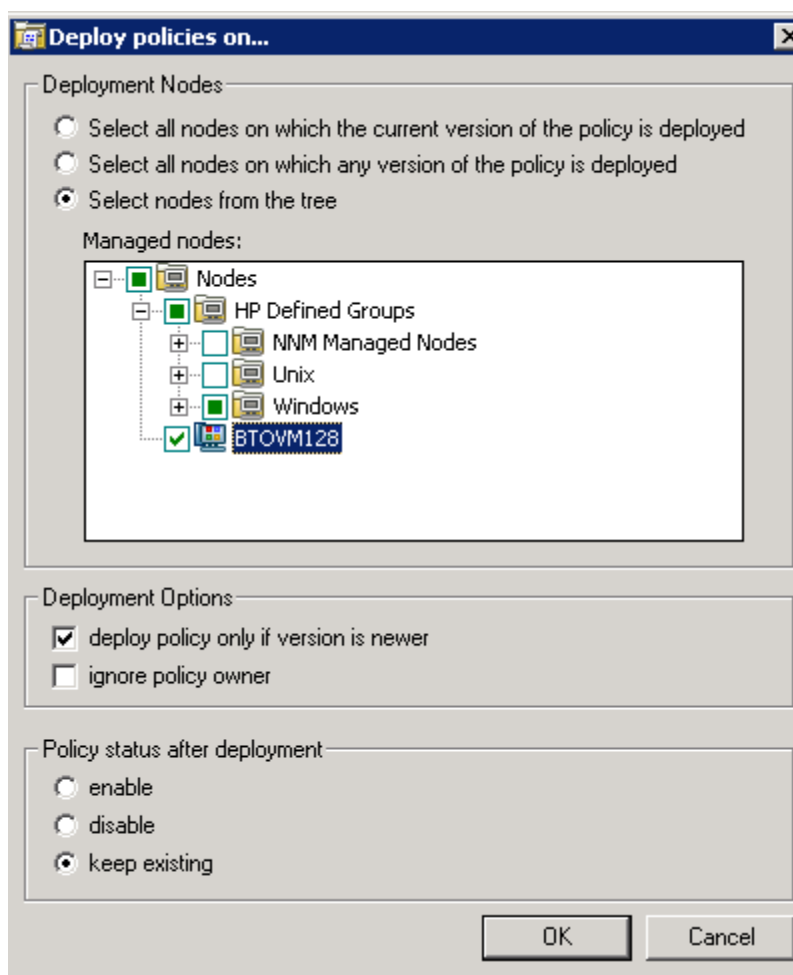 Deploy policies on...
Deployment Nodes
Select all nodes on which the current version of the policy is deployed
Select all nodes on which any version of the policy is deployed
Select nodes from the tree
Managed nodes:
Nodes
HP Defined Groups
NNM Managed Nodes
Unix
Windows
BTOVM128
Deployment Options
deploy policy only if version is newer
ignore policy owner
Policy status after deployment
enable
disable
keep existing
OK Cancel